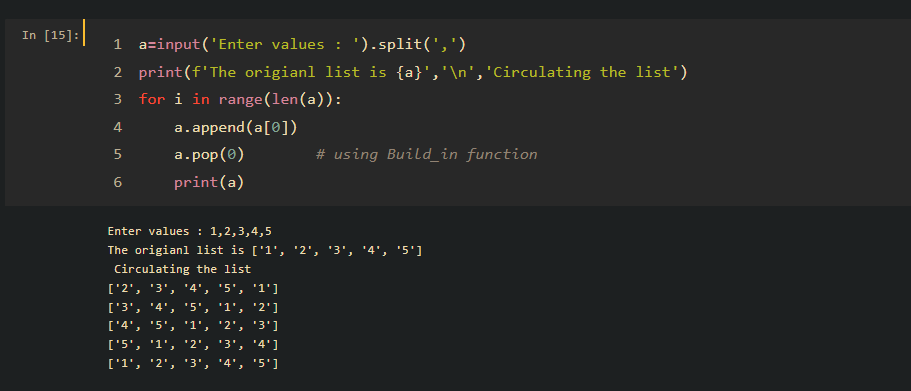 In [15]:
1 a=input('Enter values : ').split(',')
2 print(f'The origianl list is {a}','\n','Circulating the list')
3 for i in range(len(a)):
4     a.append(a[0])
5     a.pop(0)        # using Build_in function
6     print(a)
Enter values : 1,2,3,4,5
The origianl list is ['1', '2', '3', '4', '5']
 Circulating the list
['2', '3', '4', '5', '1']
['3', '4', '5', '1', '2']
['4', '5', '1', '2', '3']
['5', '1', '2', '3', '4']
['1', '2', '3', '4', '5']